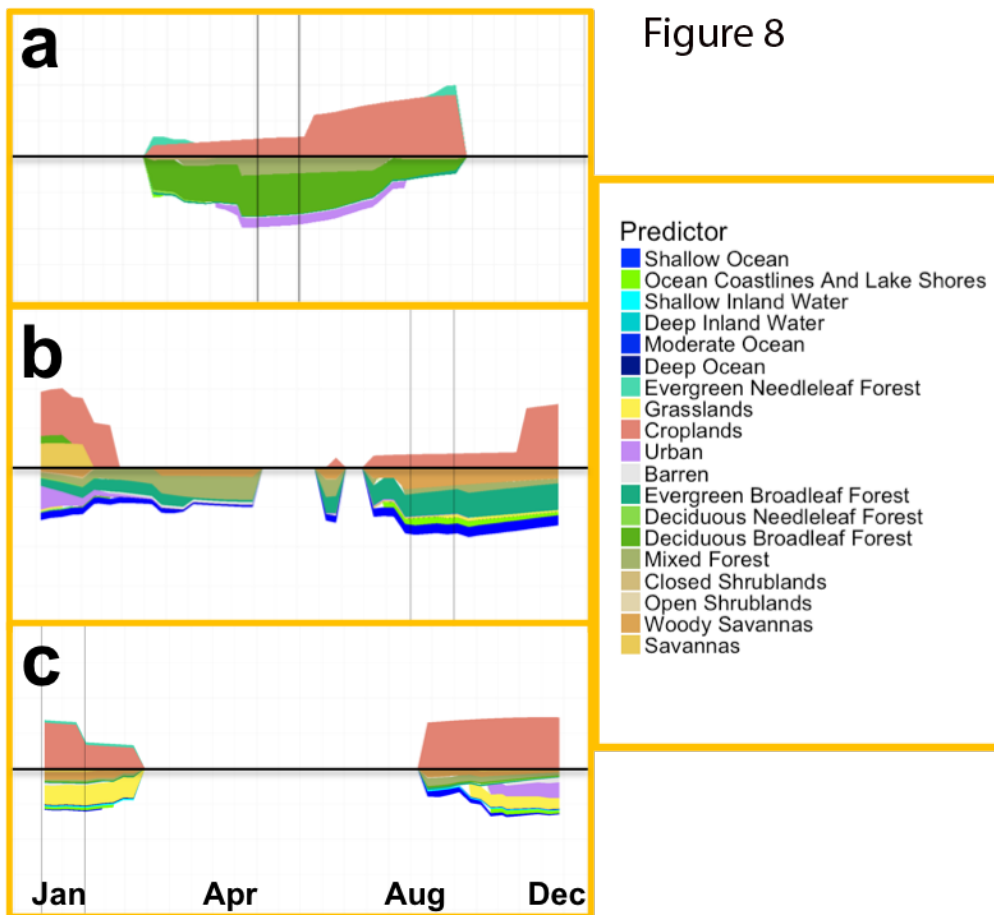 Figure 8
a
b
c
Jan Apr Aug Dec
Predictor
Shallow Ocean
Ocean Coastlines And Lake Shores
Shallow Inland Water
Deep Inland Water
Moderate Ocean
Deep Ocean
Evergreen Needleleaf Forest
Grasslands
Croplands
Urban
Barren
Evergreen Broadleaf Forest
Deciduous Needleleaf Forest
Deciduous Broadleaf Forest
Mixed Forest
Closed Shrublands
Open Shrublands
Woody Savannas
Savannas